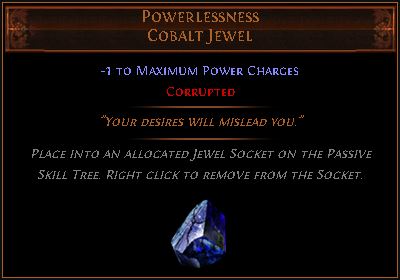 Powerlessness
Cobalt Jewel
-1 to Maximum Power Charges
Corrupted
"Your desires will mislead you."
Place into an allocated Jewel Socket on the Passive
Skill Tree. Right click to remove from the Socket.